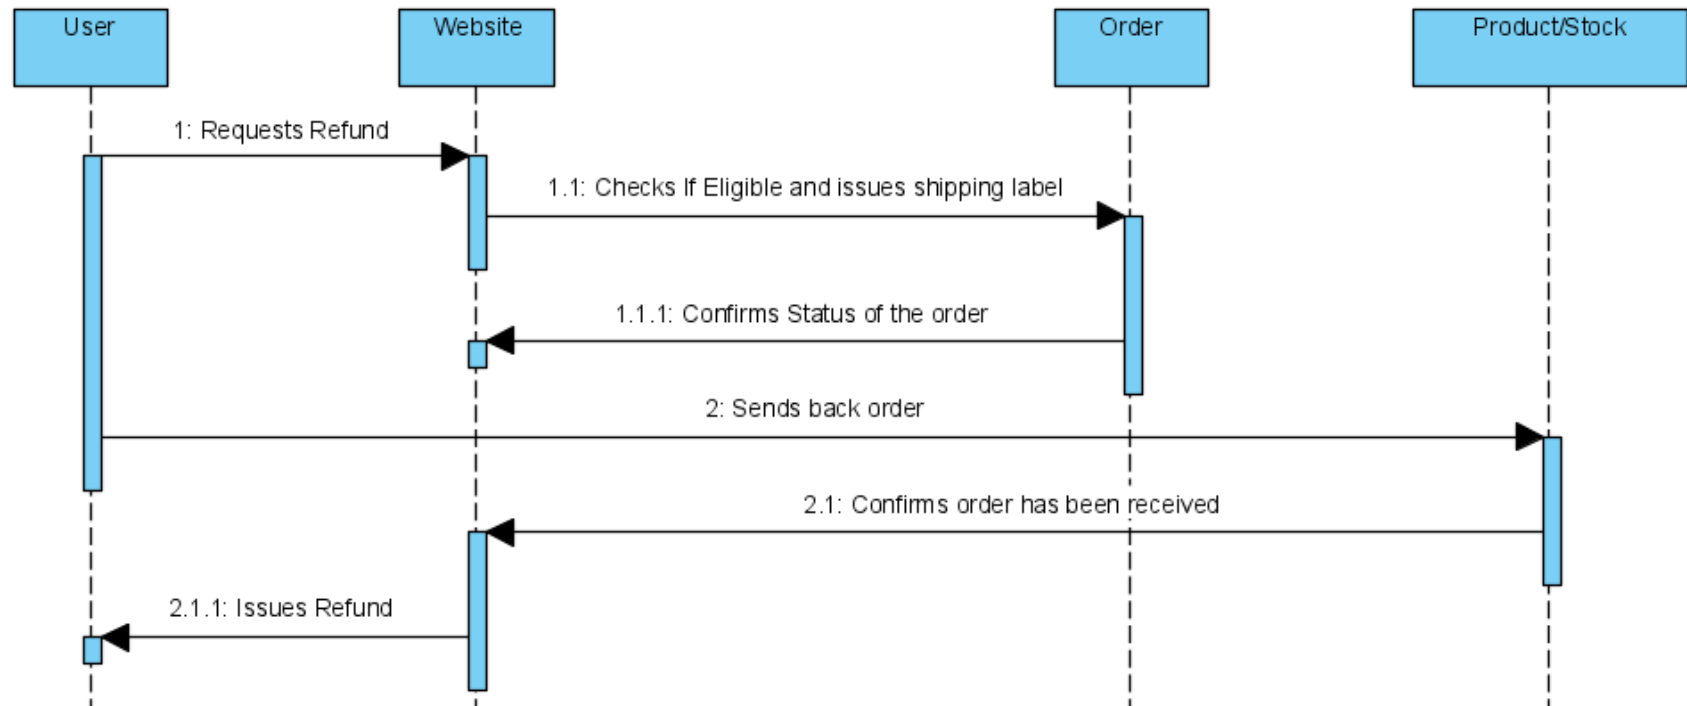 User
Website
Order
Product/Stock
1: Requests Refund
1.1: Checks If Eligible and issues shipping label
1.1.1: Confirms Status of the order
2: Sends back order
2.1: Confirms order has been received
2.1.1: Issues Refund